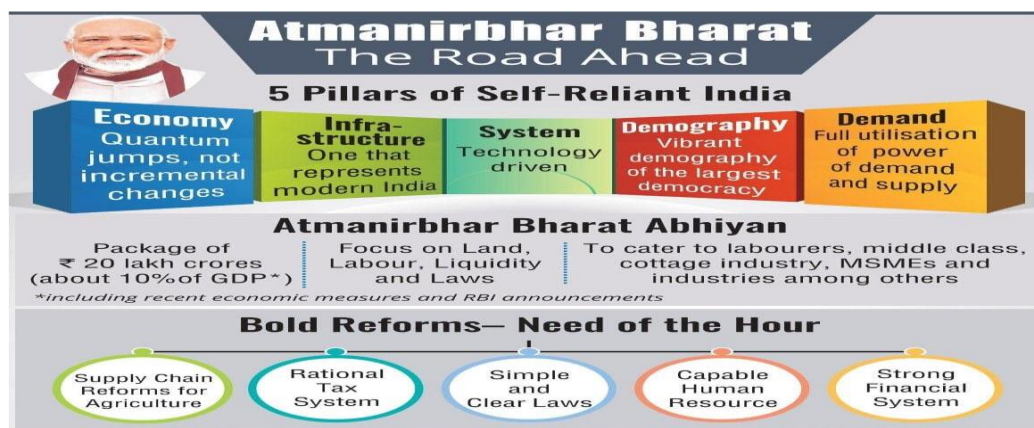 Atmanirbhar Bharat
The Road Ahead
5 Pillars of Self-Reliant India
Economy
Quantum
jumps, not
incremental
changes
Infra-
structure
One that
represents
modern India
System
Technology
driven
Demography
Vibrant
demography
of the largest
democracy
Demand
Full utilisation
of power
of demand
and supply
Atmanirbhar Bharat Abhiyan
Package of
₹ 20 lakh crores
(about 10%of GDP*)
Focus on Land,
Labour, Liquidity
and Laws
To cater to labourers, middle class,
cottage industry, MSMEs and
industries among others
*including recent economic measures and RBI announcements
Bold Reforms— Need of the Hour
Supply Chain
Reforms for
Agriculture
Rational
Tax
System
Simple
and
Clear Laws
Capable
Human
Resource
Strong
Financial
System